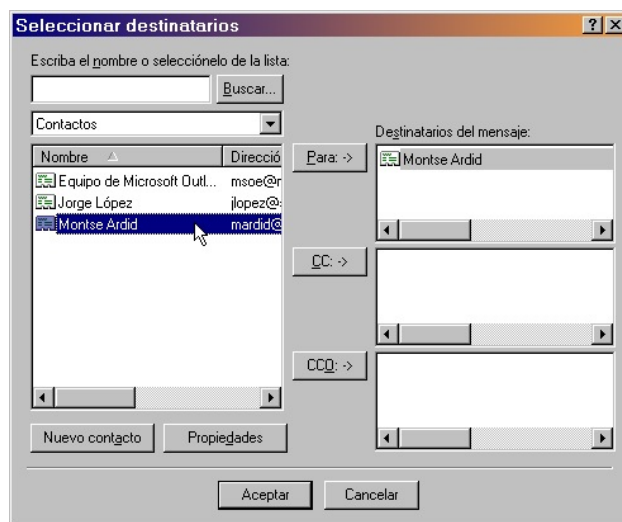 Seleccionar destinatarios
Escriba el nombre o selecciónelo de la lista:
Buscar...
Contactos
Destinatarios del mensaje:
Nombre Direcció
Para: ->
Montse Ardid
Equipo de Microsoft Outl... msoe@r
Jorge López jlopez@
Montse Ardid mardid@
CC: ->
CCO: ->
Nuevo contacto Propiedades
Aceptar Cancelar